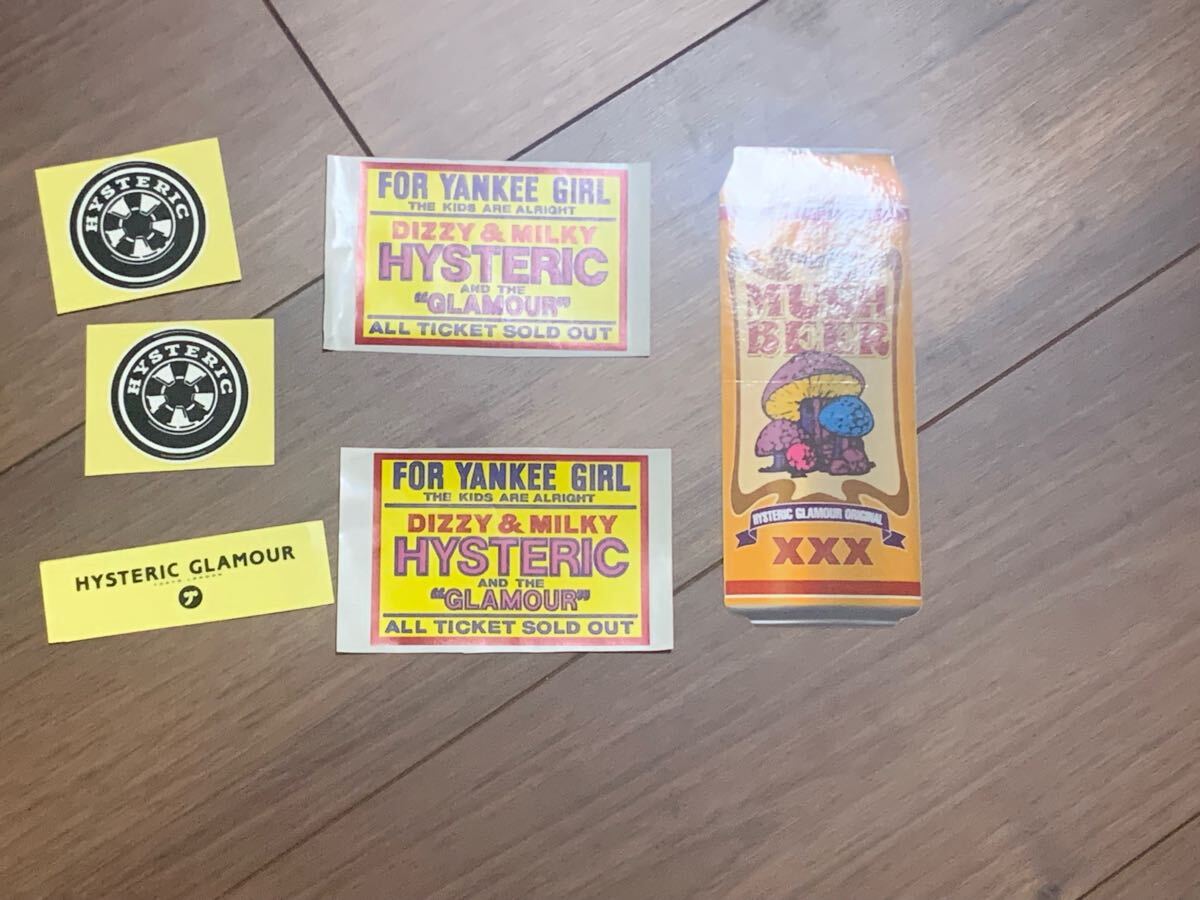 HYSTERIC
HYSTERIC
HYSTERIC GLAMOUR
TOKYO LONDON
FOR YANKEE GIRL
THE KIDS ARE ALRIGHT
DIZZY & MILKY
HYSTERIC
AND THE
"GLAMOUR"
ALL TICKET SOLD OUT
FOR YANKEE GIRL
THE KIDS ARE ALRIGHT
DIZZY & MILKY
HYSTERIC
AND THE
"GLAMOUR"
ALL TICKET SOLD OUT
MUSH
BEER
HYSTERIC GLAMOUR ORIGINAL
XXX